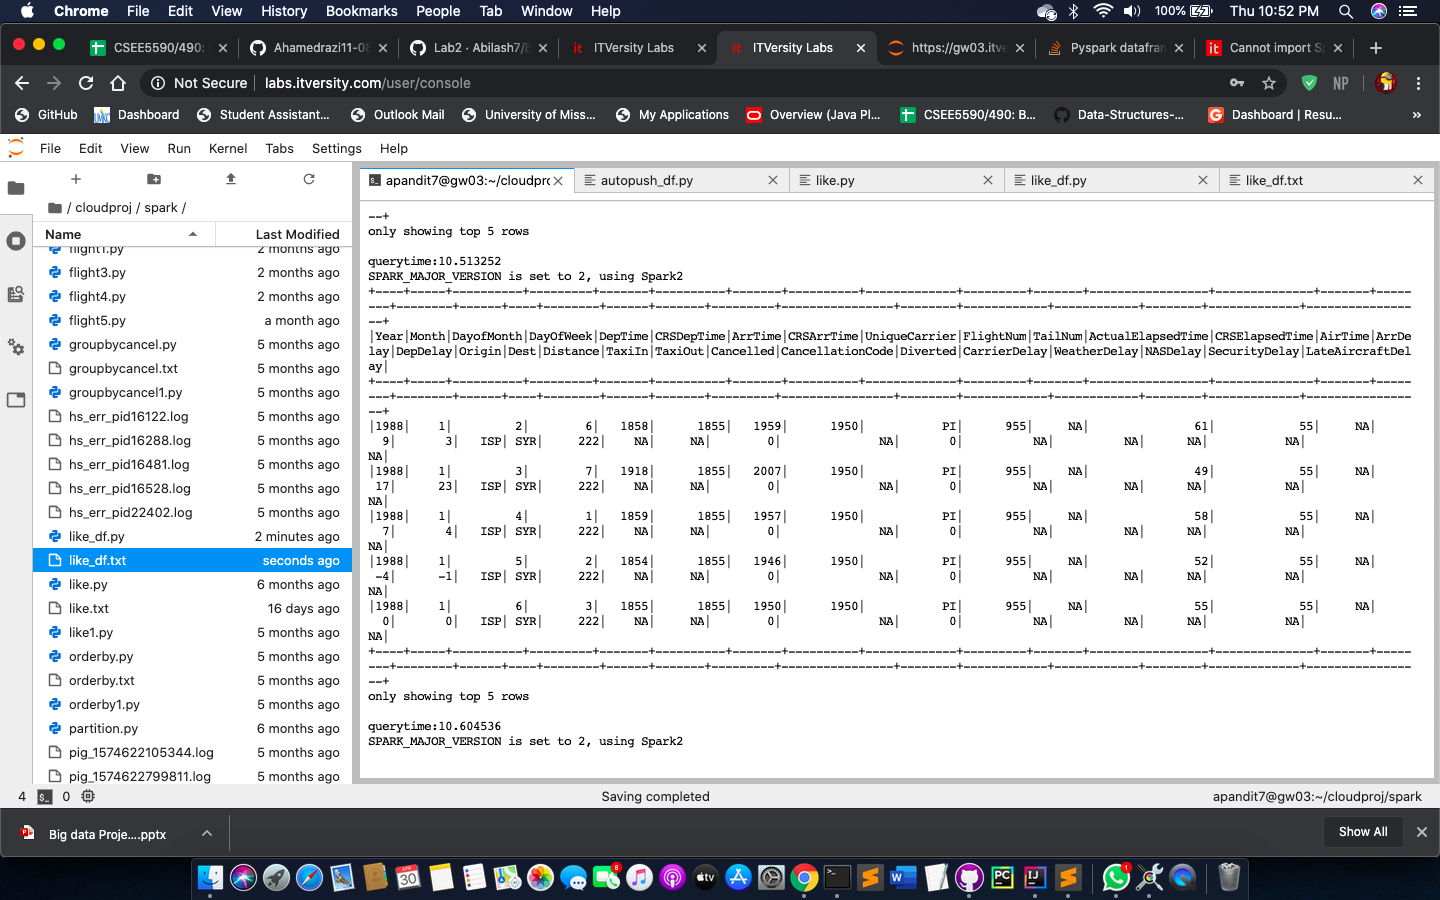 Chrome File Edit View History Bookmarks People Tab Window Help 100% Thu 10:52 PM
CSEE5590/490: Ahamedrazi11-08 Lab2 · Abilash7/ ITVersity Labs ITVersity Labs https://gw03.itve Pyspark datafran Cannot import S
Not Secure labs.itversity.com/user/console NP
GitHub Dashboard Student Assistant... Outlook Mail University of Miss... My Applications Overview (Java Pl... CSEE5590/490: B... Data-Structures-... Dashboard | Resu... »
File Edit View Run Kernel Tabs Settings Help
apandit7@gw03:~/cloudpro autopush_df.py like.py like_df.py like_df.txt
/ cloudproj / spark /
Name Last Modified
flight1.py 2 months ago
flight3.py 2 months ago
flight4.py 2 months ago
flight5.py a month ago
groupbycancel.py 5 months ago
groupbycancel.txt 5 months ago
groupbycancel1.py 5 months ago
hs_err_pid16122.log 5 months ago
hs_err_pid16288.log 5 months ago
hs_err_pid16481.log 5 months ago
hs_err_pid16528.log 5 months ago
hs_err_pid22402.log 5 months ago
like_df.py 2 minutes ago
like_df.txt seconds ago
like.py 6 months ago
like.txt 16 days ago
like1.py 5 months ago
orderby.py 5 months ago
orderby.txt 5 months ago
orderby1.py 5 months ago
partition.py 6 months ago
pig_1574622105344.log 5 months ago
pig_1574622799811.log 5 months ago
--+
only showing top 5 rows
querytime:10.513252
SPARK_MAJOR_VERSION is set to 2, using Spark2
+----+-----+----------+---------+-------+----------+-------+----------+-------------+---------+-------+-----------------+--------------+-------+-----
---+--------+------+----+--------+------+-------+---------+----------------+--------+------------+------------+--------+-------------+---------------
--+
|Year|Month|DayofMonth|DayOfWeek|DepTime|CRSDepTime|ArrTime|CRSArrTime|UniqueCarrier|FlightNum|TailNum|ActualElapsedTime|CRSElapsedTime|AirTime|ArrDe
lay|DepDelay|Origin|Dest|Distance|TaxiIn|TaxiOut|Cancelled|CancellationCode|Diverted|CarrierDelay|WeatherDelay|NASDelay|SecurityDelay|LateAircraftDel
ay|
+----+-----+----------+---------+-------+----------+-------+----------+-------------+---------+-------+-----------------+--------------+-------+-----
---+--------+------+----+--------+------+-------+---------+----------------+--------+------------+------------+--------+-------------+---------------
--+
|1988| 1| 2| 6| 1858| 1855| 1959| 1950| PI| 955| NA| 61| 55| NA|
9| 3| ISP| SYR| 222| NA| NA| 0| NA| 0| NA| NA| NA| NA|
NA|
|1988| 1| 3| 7| 1918| 1855| 2007| 1950| PI| 955| NA| 49| 55| NA|
17| 23| ISP| SYR| 222| NA| NA| 0| NA| 0| NA| NA| NA| NA|
NA|
|1988| 1| 4| 1| 1859| 1855| 1957| 1950| PI| 955| NA| 58| 55| NA|
7| 4| ISP| SYR| 222| NA| NA| 0| NA| 0| NA| NA| NA| NA|
NA|
|1988| 1| 5| 2| 1854| 1855| 1946| 1950| PI| 955| NA| 52| 55| NA|
-4| -1| ISP| SYR| 222| NA| NA| 0| NA| 0| NA| NA| NA| NA|
NA|
|1988| 1| 6| 3| 1855| 1855| 1950| 1950| PI| 955| NA| 55| 55| NA|
0| 0| ISP| SYR| 222| NA| NA| 0| NA| 0| NA| NA| NA| NA|
NA|
+----+-----+----------+---------+-------+----------+-------+----------+-------------+---------+-------+-----------------+--------------+-------+-----
---+--------+------+----+--------+------+-------+---------+----------------+--------+------------+------------+--------+-------------+---------------
--+
only showing top 5 rows
querytime:10.604536
SPARK_MAJOR_VERSION is set to 2, using Spark2
4 0 Saving completed apandit7@gw03:~/cloudproj/spark
Big data Proje....pptx Show All